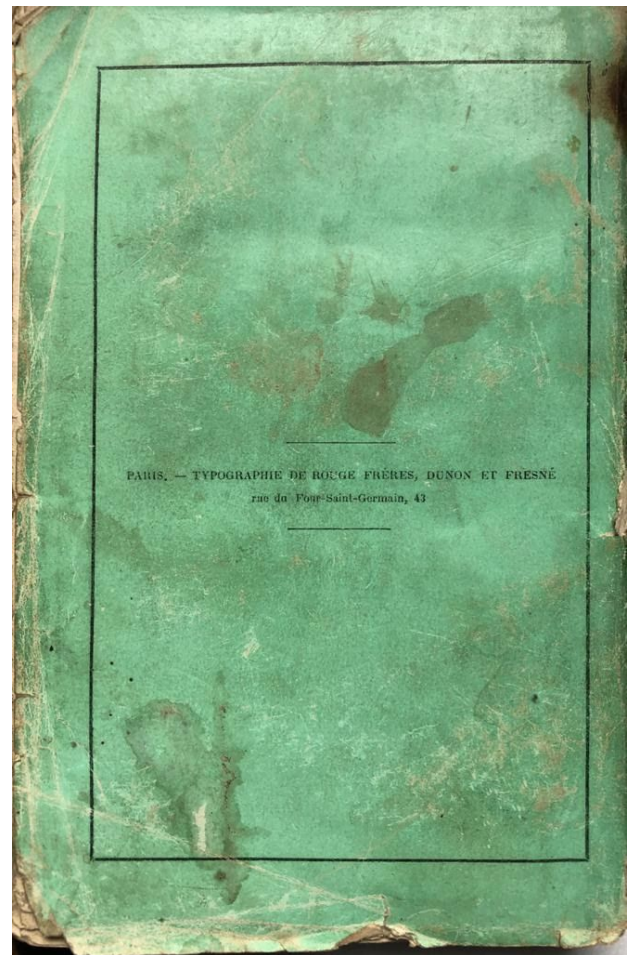 PARIS. — TYPOGRAPHIE DE ROUGE FRÈRES, DUNON ET FRESNÉ
rue du Four-Saint-Germain, 43